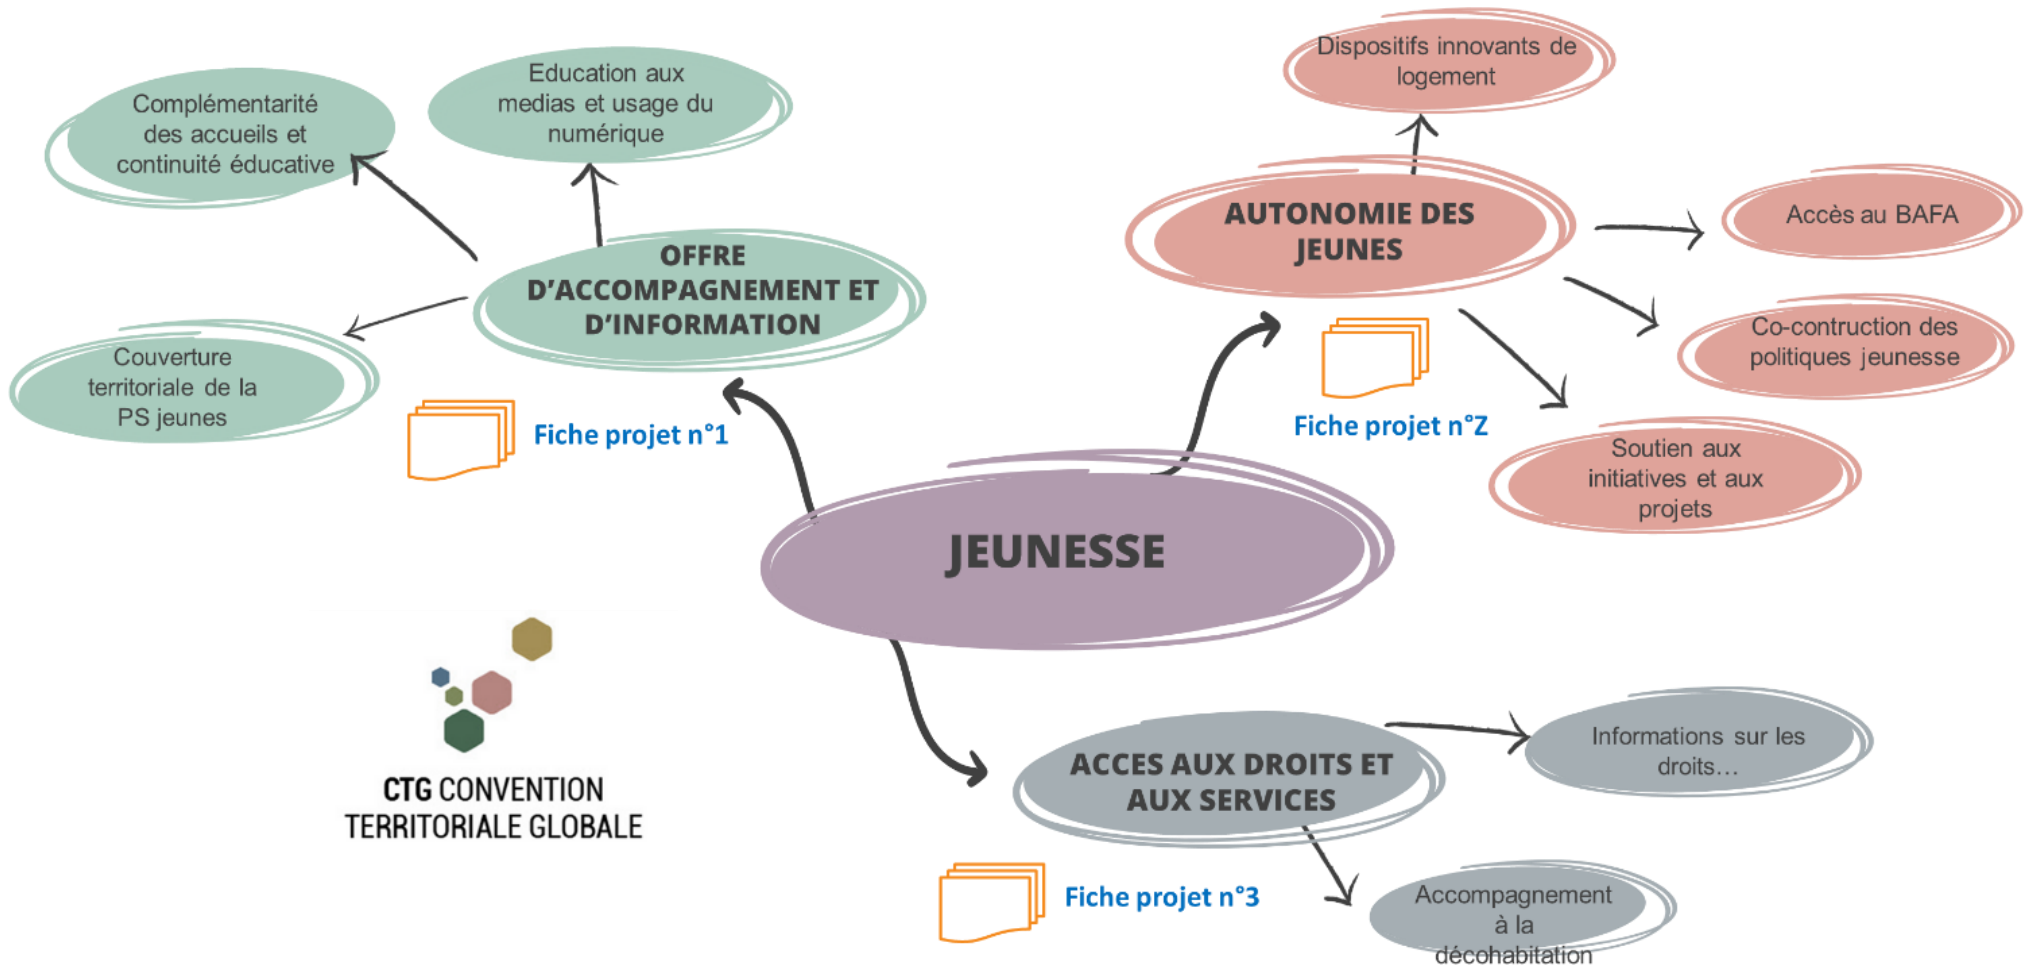 Complémentarité
des accueils et
continuité éducative
Education aux
medias et usage du
numérique
OFFRE
D’ACCOMPAGNEMENT ET
D’INFORMATION
Couverture
territoriale de la
PS jeunes
Fiche projet n°1
Dispositifs innovants de
logement
AUTONOMIE DES
JEUNES
Accès au BAFA
Co-contruction des
politiques jeunesse
Soutien aux
initiatives et aux
projets
Fiche projet n°Z
JEUNESSE
CTG CONVENTION
TERRITORIALE GLOBALE
ACCES AUX DROITS ET
AUX SERVICES
Informations sur les
droits…
Accompagnement
à la
décohabitation
Fiche projet n°3